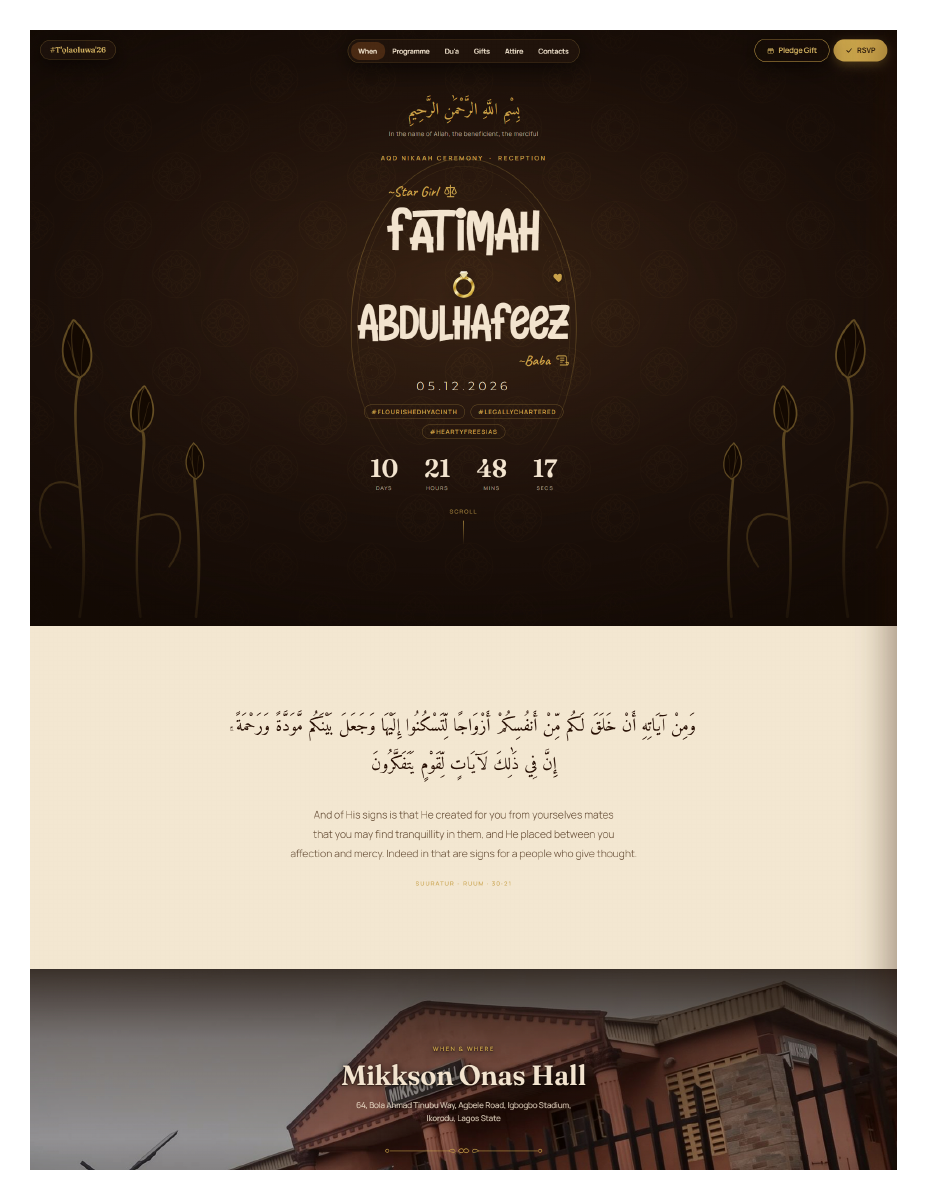 #T'olaoluwa'26
When Programme Du'a Gifts Attire Contacts
Pledge Gift
RSVP
بِسْمِ اللَّهِ الرَّحْمَٰنِ الرَّحِيمِ
In the name of Allah, the beneficient, the merciful
AQD NIKAAH CEREMONY - RECEPTION
~Star Girl
FATIMAH
ABDULHAFEEZ
~Baba
05.12.2026
#FLOURISHEDHYACINTH #LEGALLYCHARTERED
#HEARTYFREESIAS
10 21 48 17
DAYS HOURS MINS SECS
SCROLL
وَمِنْ آيَاتِهِ أَنْ خَلَقَ لَكُم مِّنْ أَنفُسِكُمْ أَزْوَاجًا لِّتَسْكُنُوا إِلَيْهَا وَجَعَلَ بَيْنَكُم مَّوَدَّةً وَرَحْمَةً ۚ
إِنَّ فِي ذَٰلِكَ لَآيَاتٍ لِّقَوْمٍ يَتَفَكَّرُونَ
And of His signs is that He created for you from yourselves mates
that you may find tranquillity in them, and He placed between you
affection and mercy. Indeed in that are signs for a people who give thought.
SUURATUR - RUUM - 30:21
WHEN & WHERE
Mikkson Onas Hall
64, Bola Ahmad Tinubu Way, Agbele Road, Igbogbo Stadium,
Ikorodu, Lagos State